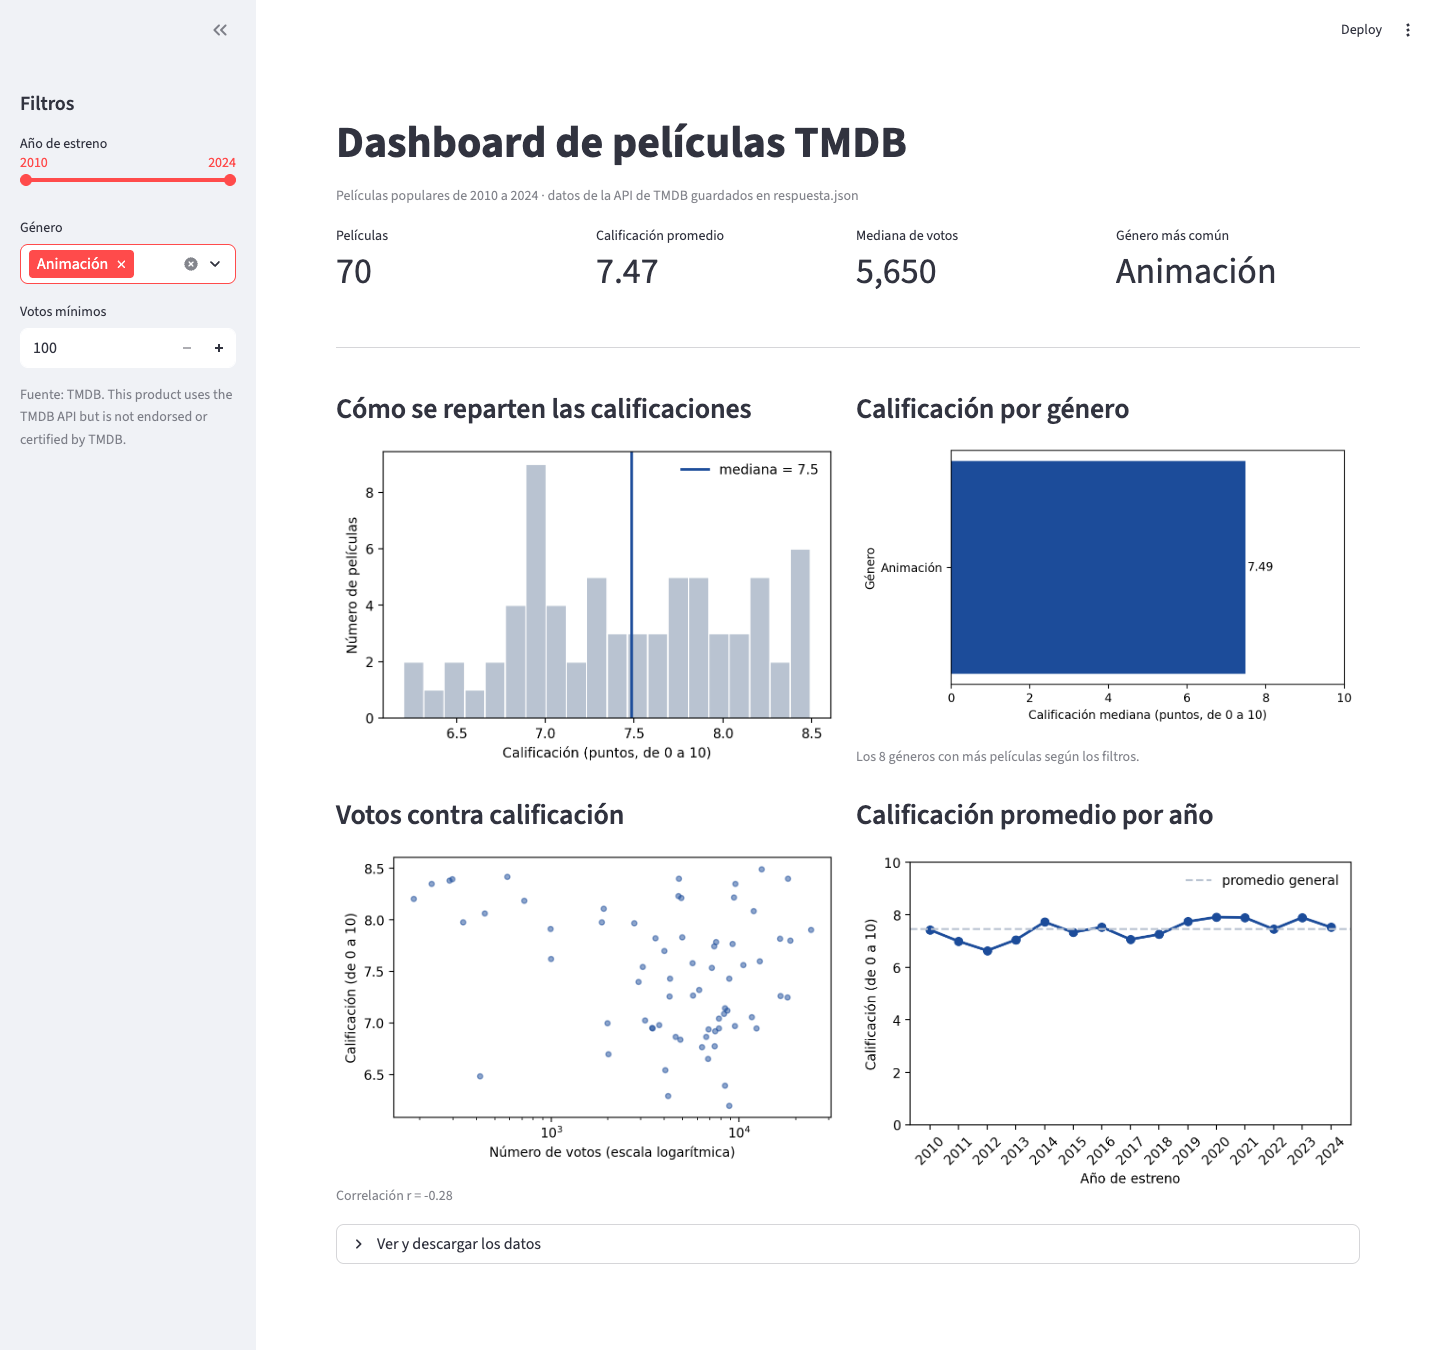 Deploy
Filtros
Año de estreno
2010 2024
Género
Animación
Votos mínimos
100
Fuente: TMDB. This product uses the
TMDB API but is not endorsed or
certified by TMDB.
Dashboard de películas TMDB
Películas populares de 2010 a 2024 · datos de la API de TMDB guardados en respuesta.json
Películas
70
Calificación promedio
7.47
Mediana de votos
5,650
Género más común
Animación
Cómo se reparten las calificaciones
mediana = 7.5
Número de películas
8
6
4
2
0
6.5 7.0 7.5 8.0 8.5
Calificación (puntos, de 0 a 10)
Calificación por género
Género
Animación
7.49
0 2 4 6 8 10
Calificación mediana (puntos, de 0 a 10)
Los 8 géneros con más películas según los filtros.
Votos contra calificación
Calificación (de 0 a 10)
8.5
8.0
7.5
7.0
6.5
10³ 10⁴
Número de votos (escala logarítmica)
Correlación r = -0.28
Calificación promedio por año
promedio general
Calificación (de 0 a 10)
10
8
6
4
2
0
2010 2011 2012 2013 2014 2015 2016 2017 2018 2019 2020 2021 2022 2023 2024
Año de estreno
Ver y descargar los datos